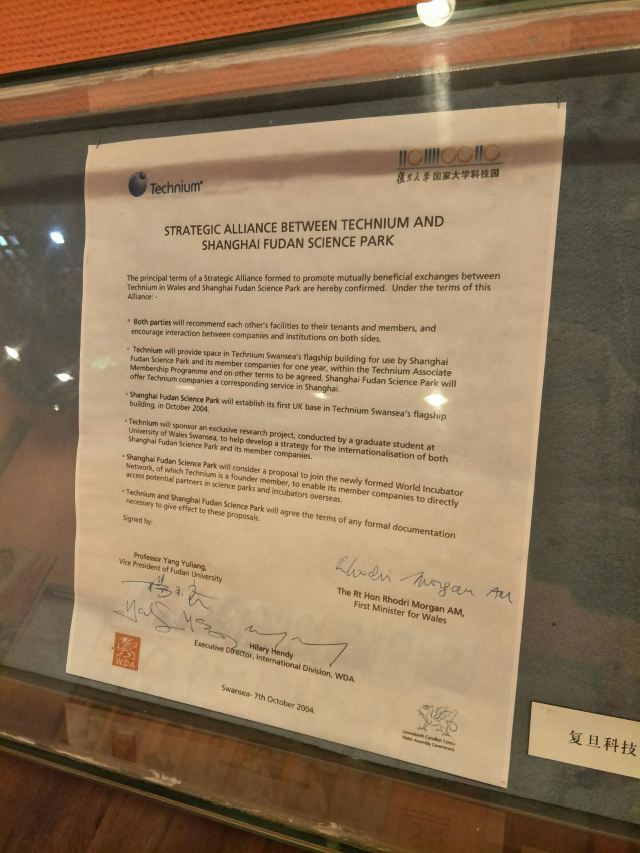 Technium
復旦大学 国家大学科技园
STRATEGIC ALLIANCE BETWEEN TECHNIUM AND
SHANGHAI FUDAN SCIENCE PARK
The principal terms of a Strategic Alliance formed to promote mutually beneficial exchanges between
Technium in Wales and Shanghai Fudan Science Park are hereby confirmed. Under the terms of this
Alliance: -
* Both parties will recommend each other's facilities to their tenants and members, and
encourage interaction between companies and institutions on both sides.
* Technium will provide space in Technium Swansea's flagship building for use by Shanghai
Fudan Science Park and its member companies for one year, within the Technium Associate
Membership Programme and on other terms to be agreed. Shanghai Fudan Science Park will
offer Technium companies a corresponding service in Shanghai.
* Shanghai Fudan Science Park will establish its first UK base in Technium Swansea's flagship
building, in October 2004.
* Technium will sponsor an exclusive research project, conducted by a graduate student at
University of Wales Swansea, to help develop a strategy for the internationalisation of both
Shanghai Fudan Science Park and its member companies.
* Shanghai Fudan Science Park will consider a proposal to join the newly formed World Incubator
Network, of which Technium is a founder member, to enable its member companies to directly
access potential partners in science parks and incubators overseas.
* Technium and Shanghai Fudan Science Park will agree the terms of any formal documentation
necessary to give effect to these proposals.
Signed by:
Professor Yang Yuliang,
Vice President of Fudan University
Rhodri Morgan AM
The Rt Hon Rhodri Morgan AM,
First Minister for Wales
Hilary Hendy
Executive Director, International Division, WDA
WDA
Swansea- 7th October 2004.
Llywodraeth Cynulliad Cymru
Welsh Assembly Government
复旦科技